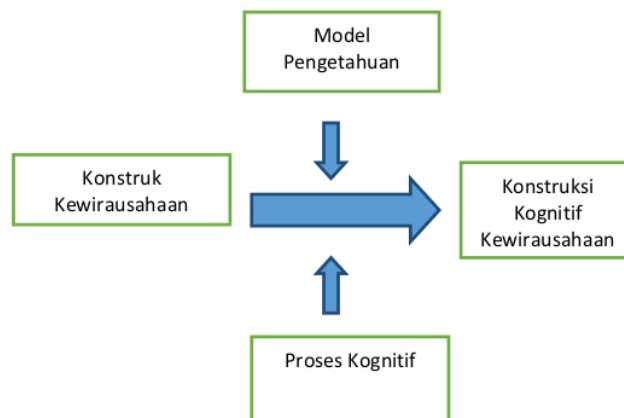 Model
Pengetahuan
Konstruk
Kewirausahaan
Konstruksi
Kognitif
Kewirausahaan
Proses Kognitif